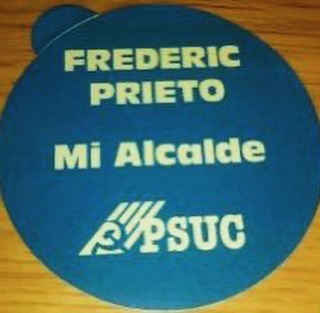 FREDERIC
PRIETO
Mi Alcalde
PSUC